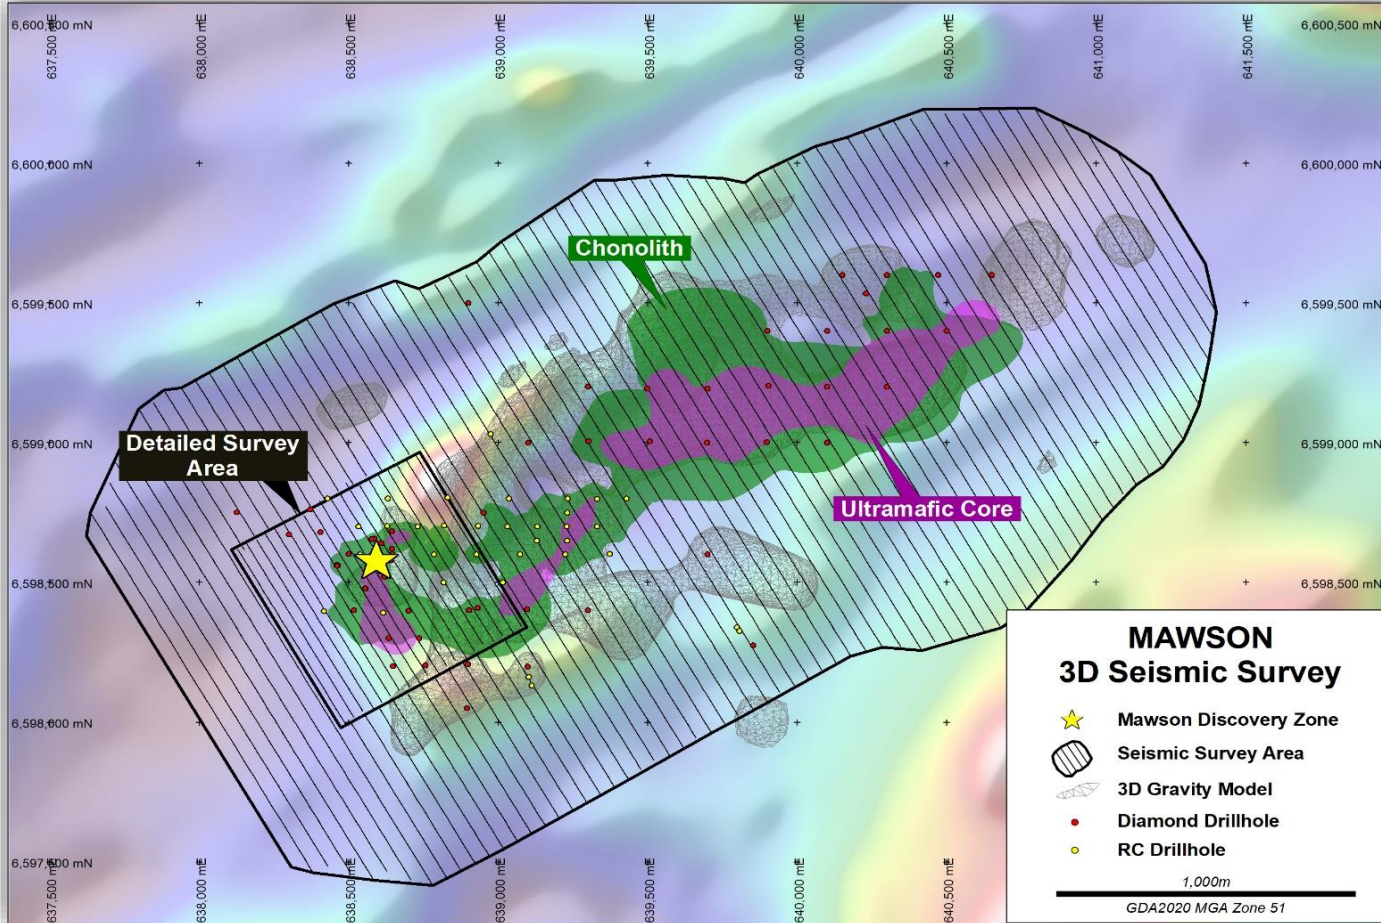 637,500 mE
638,000 mE
638,500 mE
639,000 mE
639,500 mE
640,000 mE
640,500 mE
641,000 mE
641,500 mE
6,600,500 mN
6,600,500 mN
6,600,000 mN
6,600,000 mN
Chonolith
6,599,500 mN
6,599,500 mN
6,599,000 mN
6,599,000 mN
Detailed Survey
Area
Ultramafic Core
6,598,500 mN
6,598,500 mN
6,598,000 mN
6,597,500 mN
MAWSON
3D Seismic Survey
Mawson Discovery Zone
Seismic Survey Area
3D Gravity Model
Diamond Drillhole
RC Drillhole
1,000m
GDA2020 MGA Zone 51
637,500 mE
638,000 mE
638,500 mE
639,000 mE
639,500 mE
640,000 mE
640,500 mE